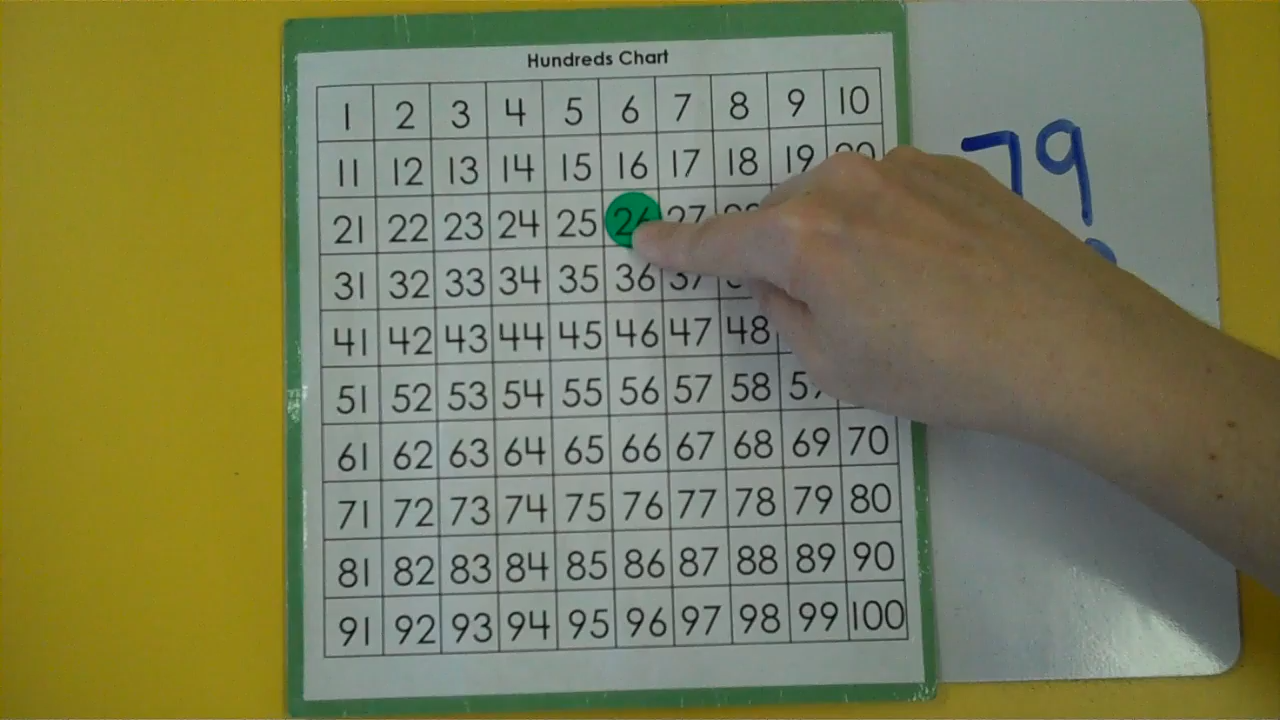 Hundreds Chart
1 2 3 4 5 6 7 8 9 10
11 12 13 14 15 16 17 18 19 20
21 22 23 24 25 26 27
31 32 33 34 35 36 37
41 42 43 44 45 46 47 48
51 52 53 54 55 56 57 58 57
61 62 63 64 65 66 67 68 69 70
71 72 73 74 75 76 77 78 79 80
81 82 83 84 85 86 87 88 89 90
91 92 93 94 95 96 97 98 99 100
79